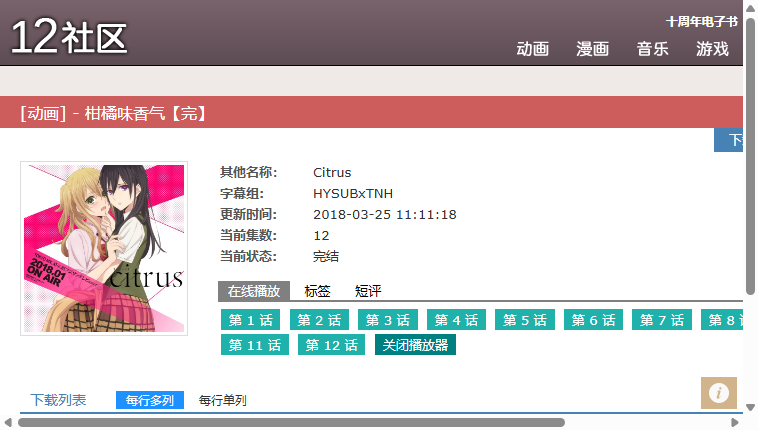 十周年电子书
12社区
动画 漫画 音乐 游戏
[动画] - 柑橘味香气【完】
其他名称: Citrus
字幕组: HYSUBxTNH
更新时间: 2018-03-25 11:11:18
当前集数: 12
当前状态: 完结
2018.01
ON AIR
citrus
在线播放 标签 短评
第 1 话 第 2 话 第 3 话 第 4 话 第 5 话 第 6 话 第 7 话 第 8
第 11 话 第 12 话 关闭播放器
下载列表 每行多列 每行单列
i